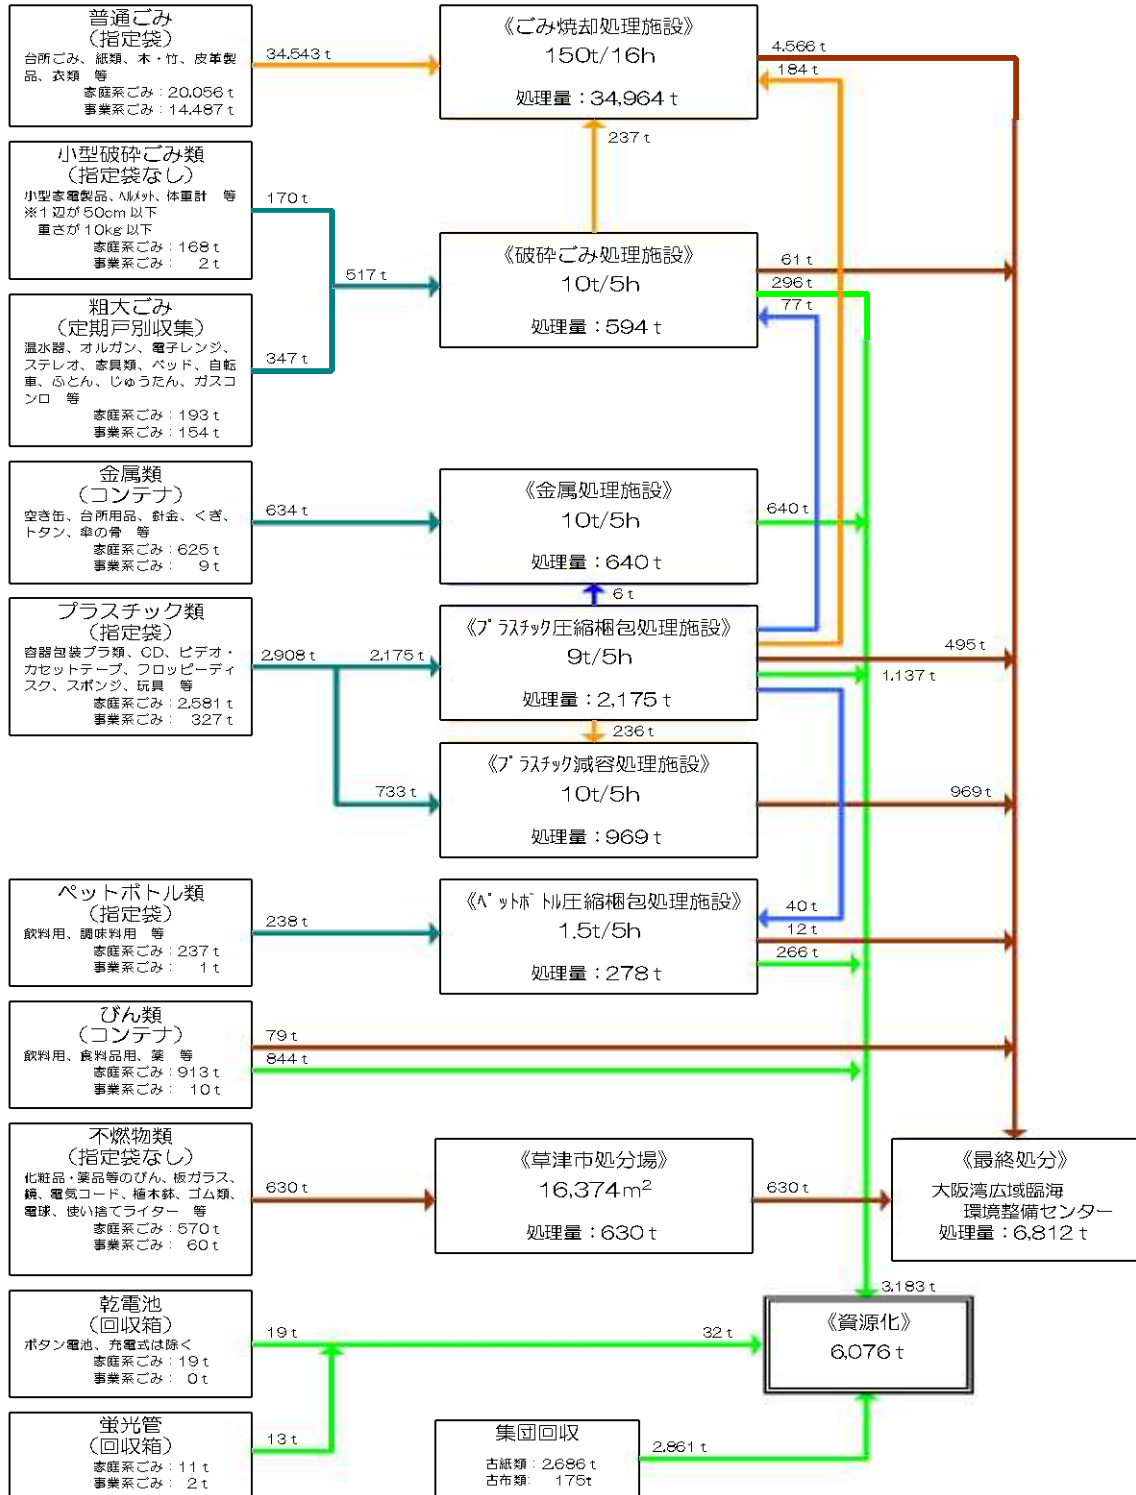 普通ごみ
(指定袋)
台所ごみ、紙類、木・竹、皮革製
品、衣類 等
家庭系ごみ：20,056ｔ
事業系ごみ：14,487ｔ
34,543ｔ
《ごみ焼却処理施設》
150t/16h
処理量：34,964ｔ
4,566ｔ
184ｔ
237ｔ
小型破砕ごみ類
(指定袋なし)
小型家電製品、ﾍﾙﾒｯﾄ、体重計 等
※１辺が50cm以下
重さが10kg以下
家庭系ごみ：168ｔ
事業系ごみ： 2ｔ
170ｔ
517ｔ
《破砕ごみ処理施設》
10t/5h
処理量：594ｔ
61ｔ
296ｔ
77ｔ
粗大ごみ
(定期戸別収集)
温水器、オルガン、電子レンジ、
ステレオ、家具類、ベッド、自転
車、ふとん、じゅうたん、ガスコ
ンロ 等
家庭系ごみ：193ｔ
事業系ごみ：154ｔ
347ｔ
金属類
(コンテナ)
空き缶、台所用品、針金、くぎ、
トタン、傘の骨 等
家庭系ごみ：625ｔ
事業系ごみ： 9ｔ
634ｔ
《金属処理施設》
10t/5h
処理量：640ｔ
640ｔ
6ｔ
プラスチック類
(指定袋)
容器包装プラ類、CD、ビデオ・
カセットテープ、フロッピーディ
スク、スポンジ、玩具 等
家庭系ごみ：2,581ｔ
事業系ごみ： 327ｔ
2,908ｔ
2,175ｔ
《ﾌﾟﾗｽﾁｯｸ圧縮梱包処理施設》
9t/5h
処理量：2,175ｔ
495ｔ
1,137ｔ
236ｔ
733ｔ
《ﾌﾟﾗｽﾁｯｸ減容処理施設》
10t/5h
処理量：969ｔ
969ｔ
ペットボトル類
(指定袋)
飲料用、調味料用 等
家庭系ごみ：237ｔ
事業系ごみ： 1ｔ
238ｔ
《ﾍﾟｯﾄﾎﾞﾄﾙ圧縮梱包処理施設》
1.5t/5h
処理量：278ｔ
40ｔ
12ｔ
266ｔ
びん類
(コンテナ)
飲料用、食料品用、薬 等
家庭系ごみ：913ｔ
事業系ごみ： 10ｔ
79ｔ
844ｔ
不燃物類
(指定袋なし)
化粧品・薬品等のびん、板ガラス、
鏡、電気コード、植木鉢、ゴム類、
電球、使い捨てライター 等
家庭系ごみ：570ｔ
事業系ごみ： 60ｔ
630ｔ
《草津市処分場》
16,374m²
処理量：630ｔ
630ｔ
《最終処分》
大阪湾広域臨海
環境整備センター
処理量：6,812ｔ
3,183ｔ
乾電池
(回収箱)
ボタン電池、充電式は除く
家庭系ごみ：19ｔ
事業系ごみ： 0ｔ
19ｔ
32ｔ
《資源化》
6,076ｔ
蛍光管
(回収箱)
家庭系ごみ：11ｔ
事業系ごみ： 2ｔ
13ｔ
集団回収
古紙類：2,686ｔ
古布類： 175t
2,861ｔ